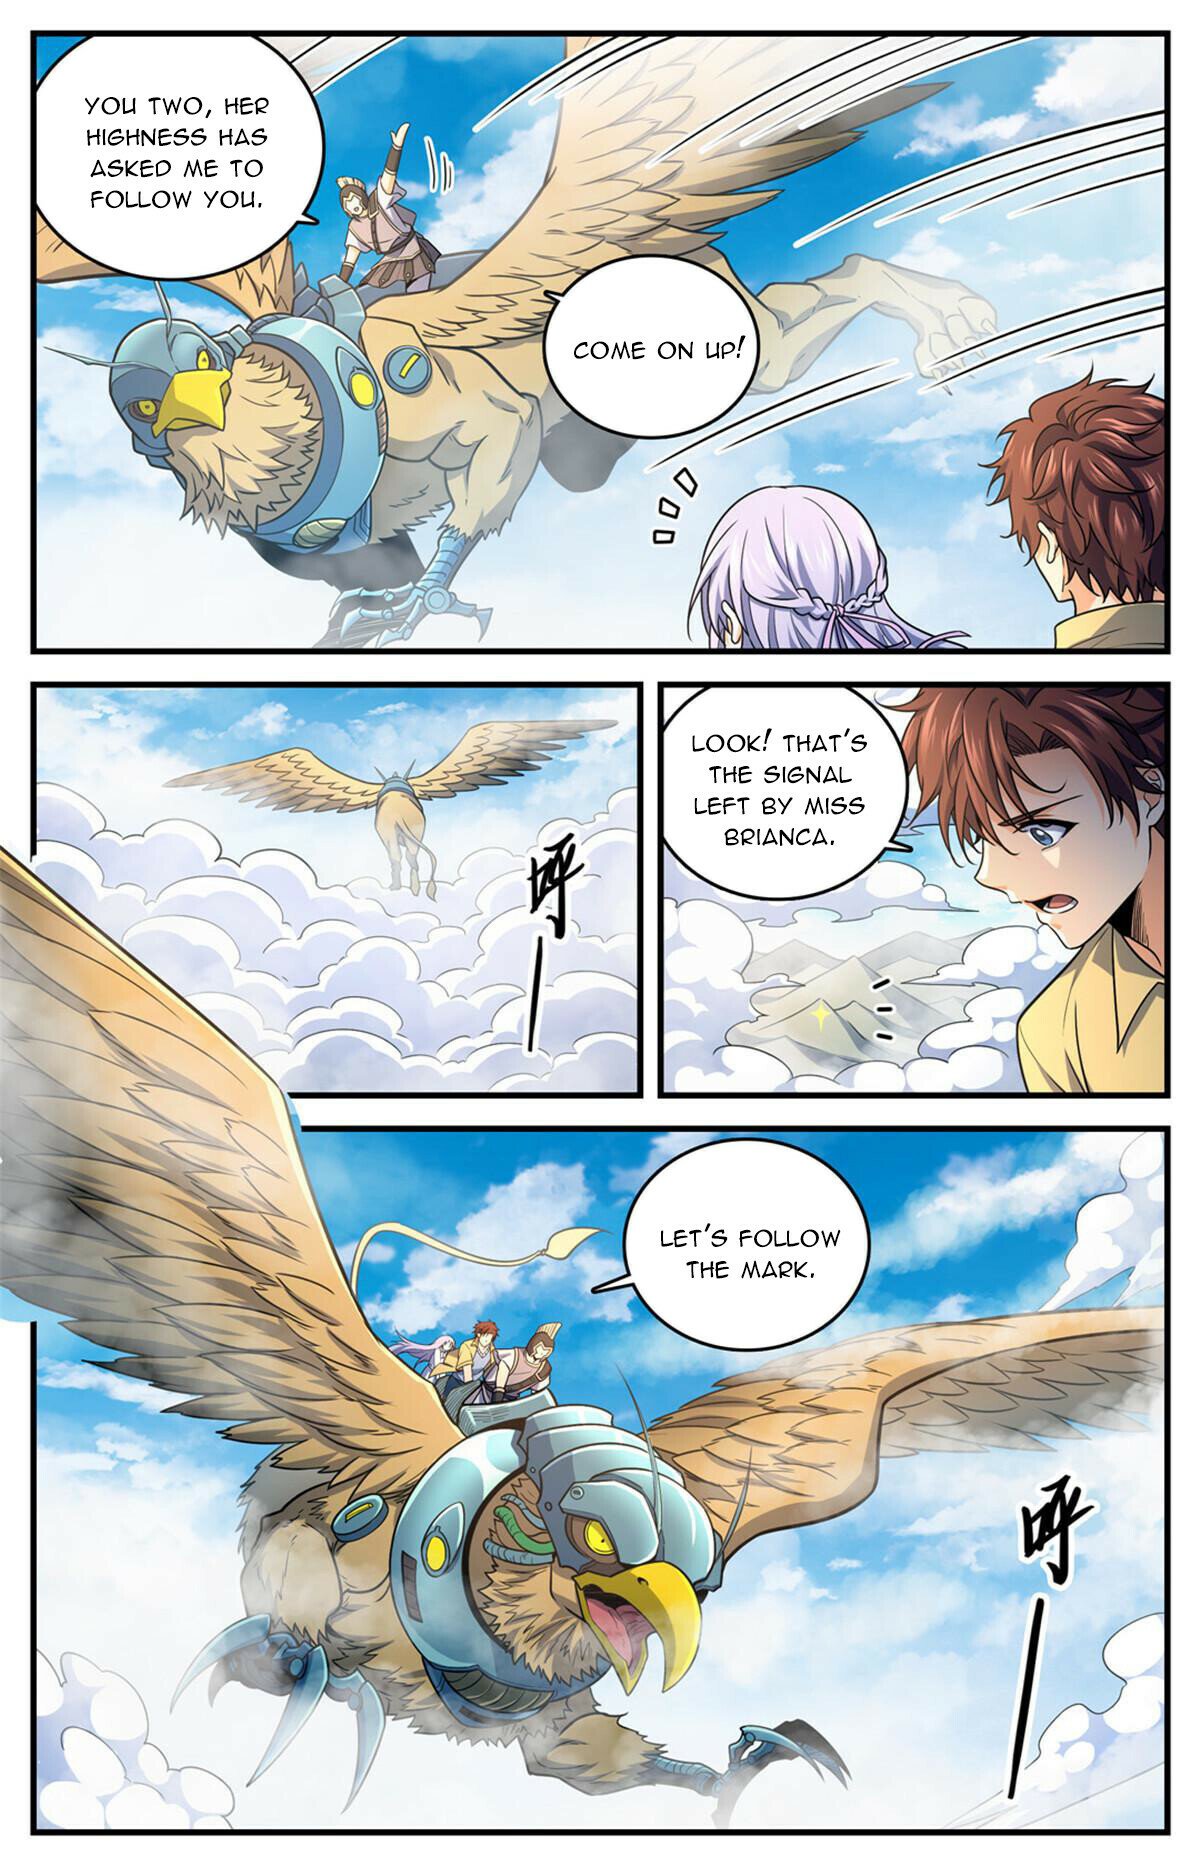 YOU TWO, HER
HIGHNESS HAS
ASKED ME TO
FOLLOW YOU.
COME ON UP!
呼
LOOK! THAT'S
THE SIGNAL
LEFT BY MISS
BRIANCA.
LET'S FOLLOW
THE MARK.
呼